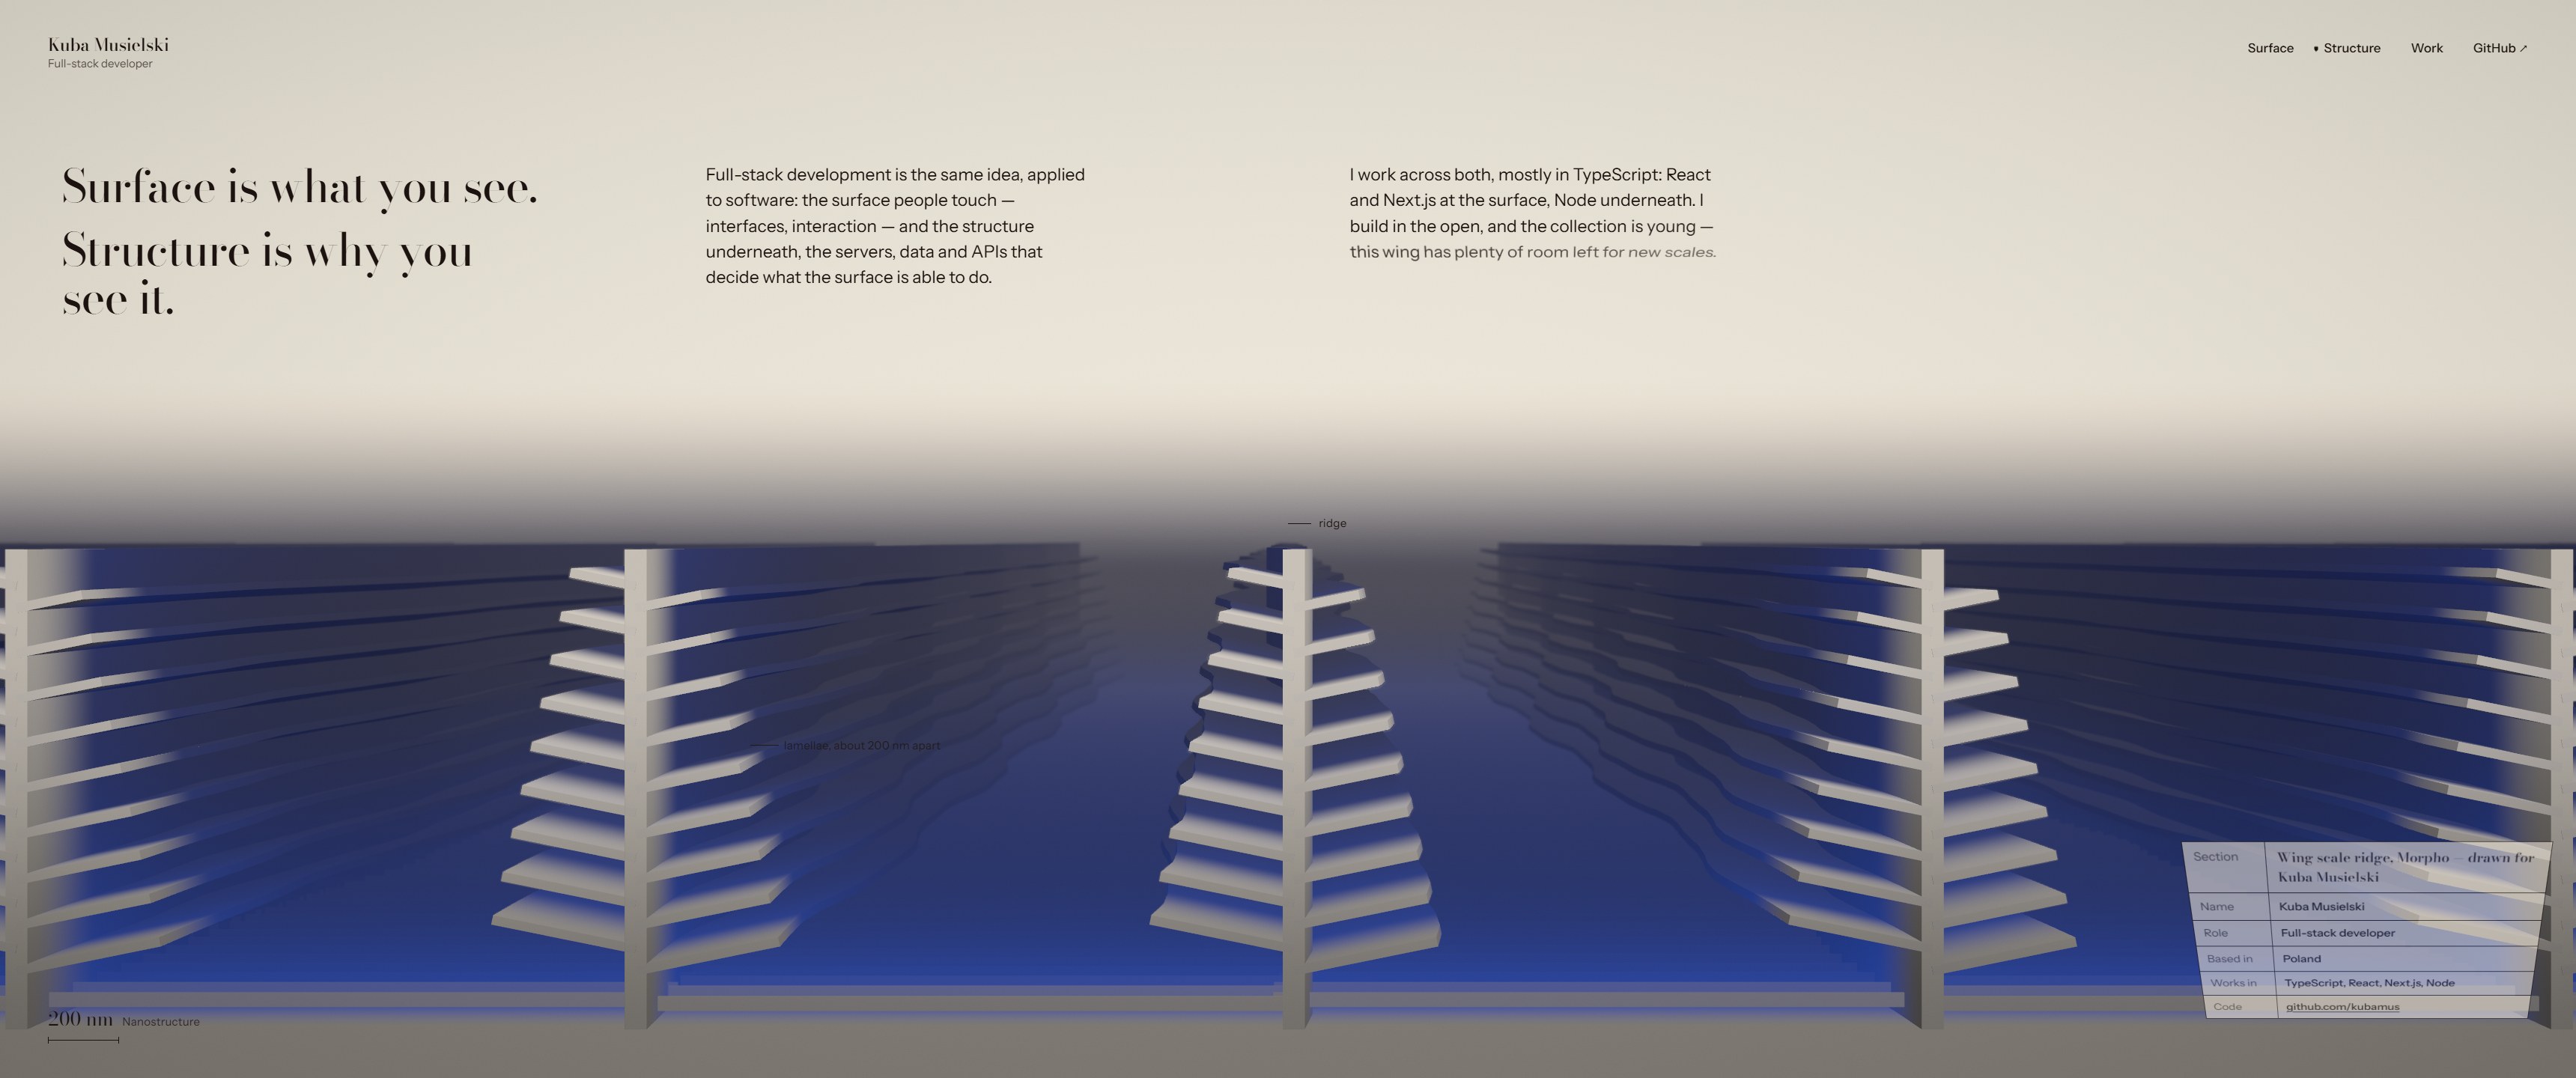 Kuba Musielski
Full-stack developer
Surface
Structure
Work
GitHub ↗
Surface is what you see.
Structure is why you
see it.
Full-stack development is the same idea, applied
to software: the surface people touch —
interfaces, interaction — and the structure
underneath, the servers, data and APIs that
decide what the surface is able to do.
I work across both, mostly in TypeScript: React
and Next.js at the surface, Node underneath. I
build in the open, and the collection is young —
this wing has plenty of room left for new scales.
ridge
lamellae, about 200 nm apart
Section
Wing scale ridge, Morpho — drawn for
Kuba Musielski
Name
Kuba Musielski
Role
Full-stack developer
Based in
Poland
Works in
TypeScript, React, Next.js, Node
Code
github.com/kubamus
200 nm Nanostructure